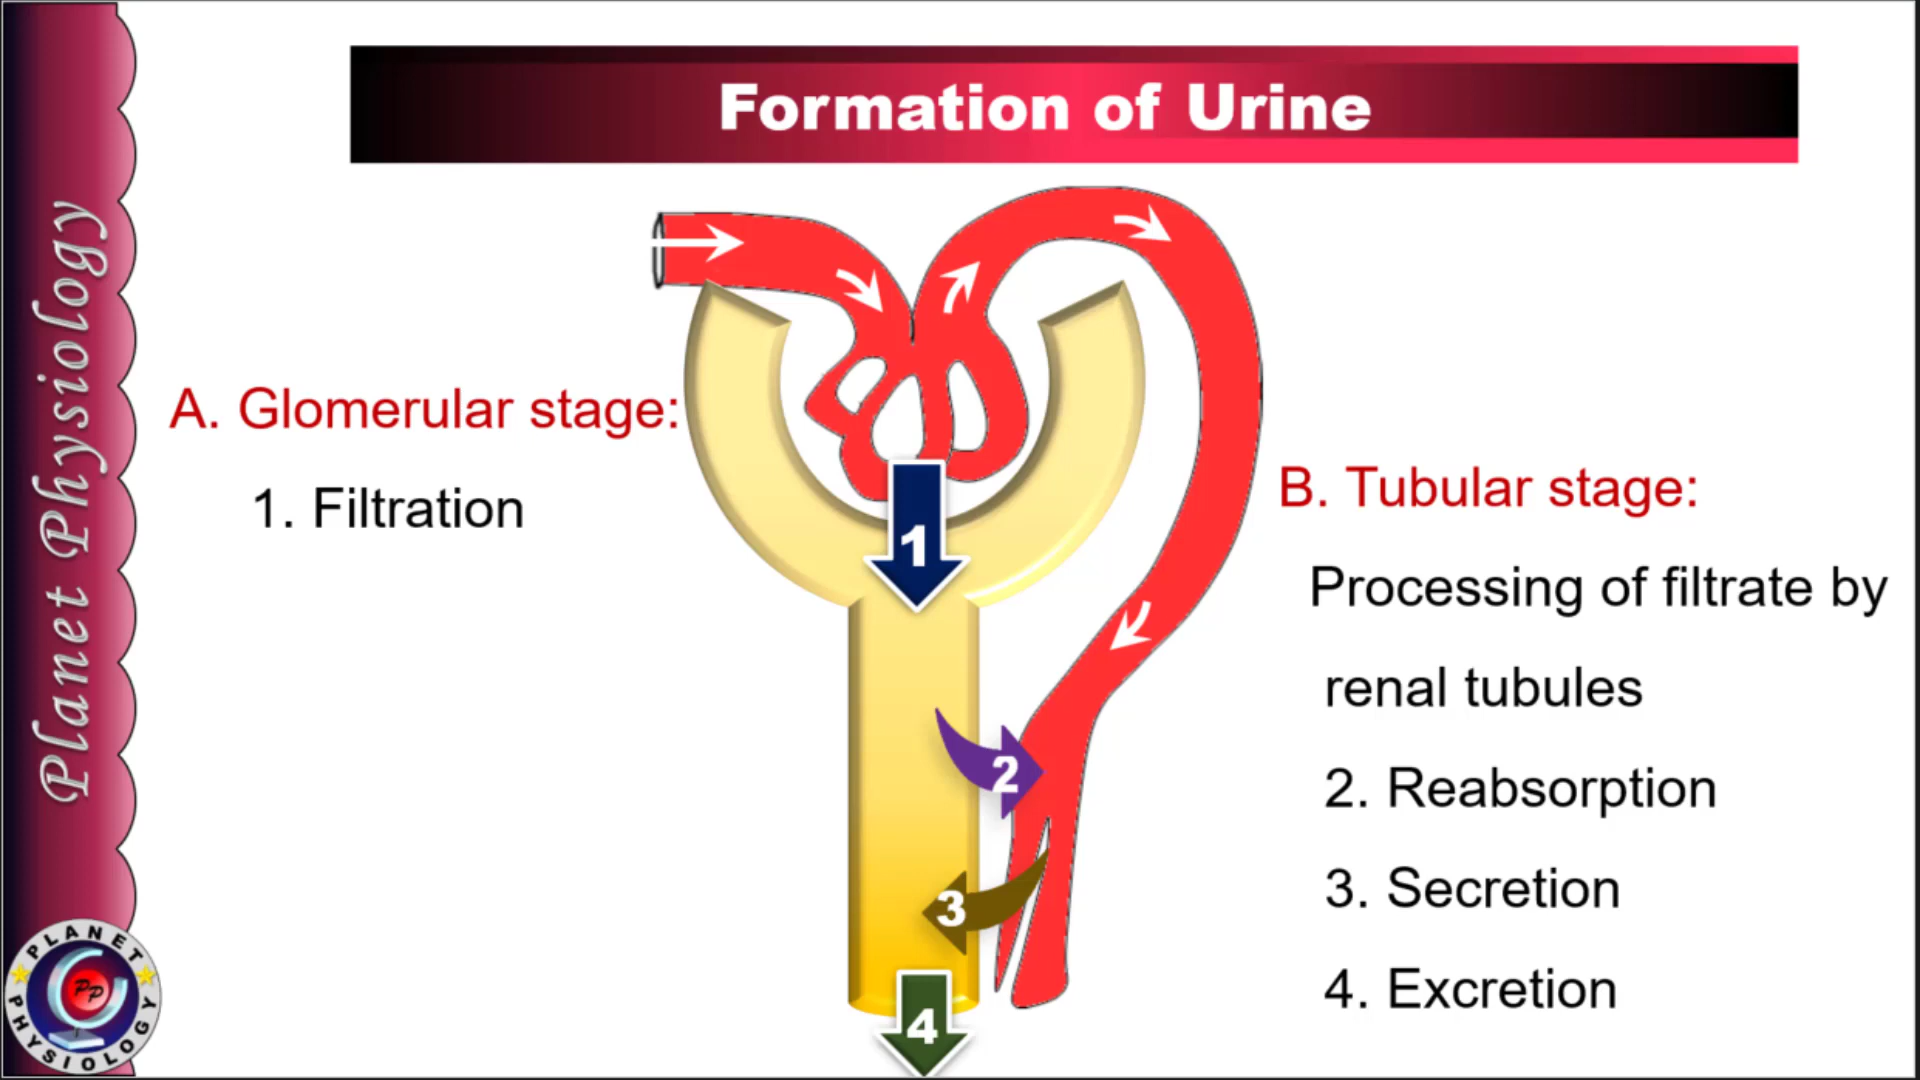 Formation of Urine
Planet Physiology
A. Glomerular stage:
1. Filtration
B. Tubular stage:
Processing of filtrate by
renal tubules
2. Reabsorption
3. Secretion
4. Excretion
1
2
3
4
PLANET
PP
PHYSIOLOGY